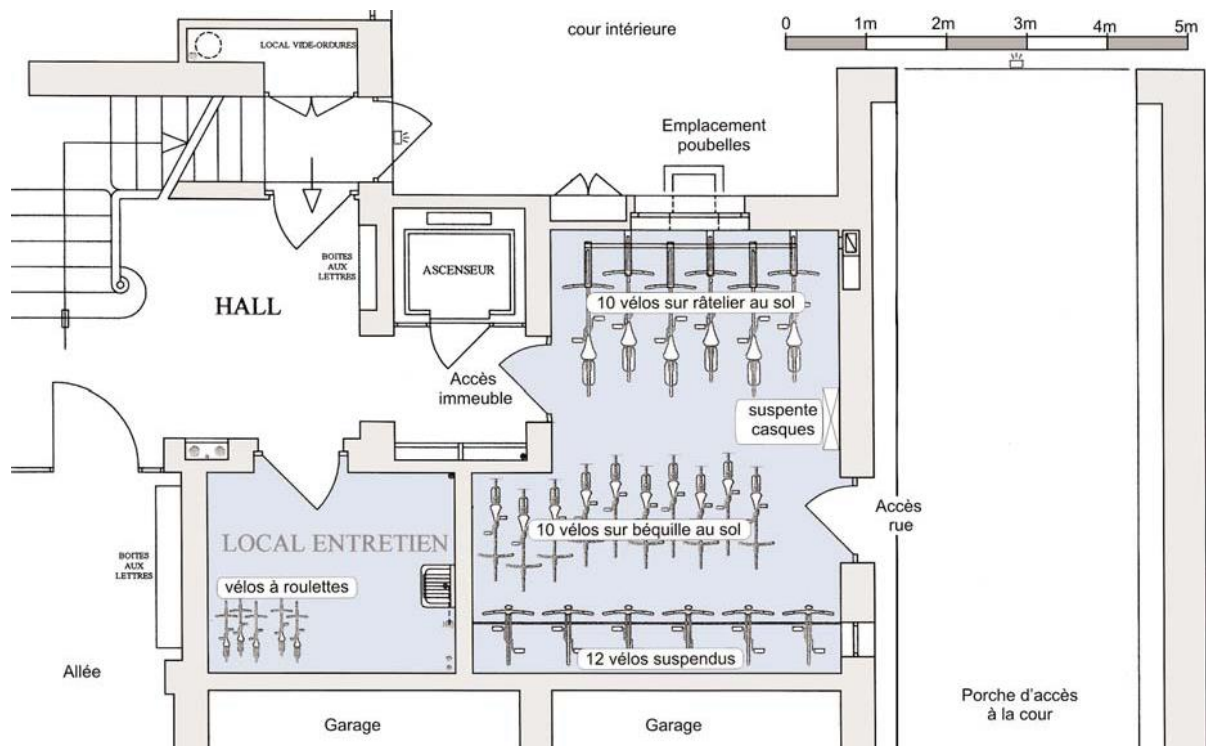 cour intérieure
0 1m 2m 3m 4m 5m
LOCAL VIDE-ORDURES
Emplacement
poubelles
BOITES
AUX
LETTRES
ASCENSEUR
HALL
10 vélos sur râtelier au sol
Accès
immeuble
suspente
casques
Accès
rue
10 vélos sur béquille au sol
LOCAL ENTRETIEN
BOITES
AUX
LETTRES
vélos à roulettes
12 vélos suspendus
Allée
Garage
Garage
Porche d'accès
à la cour